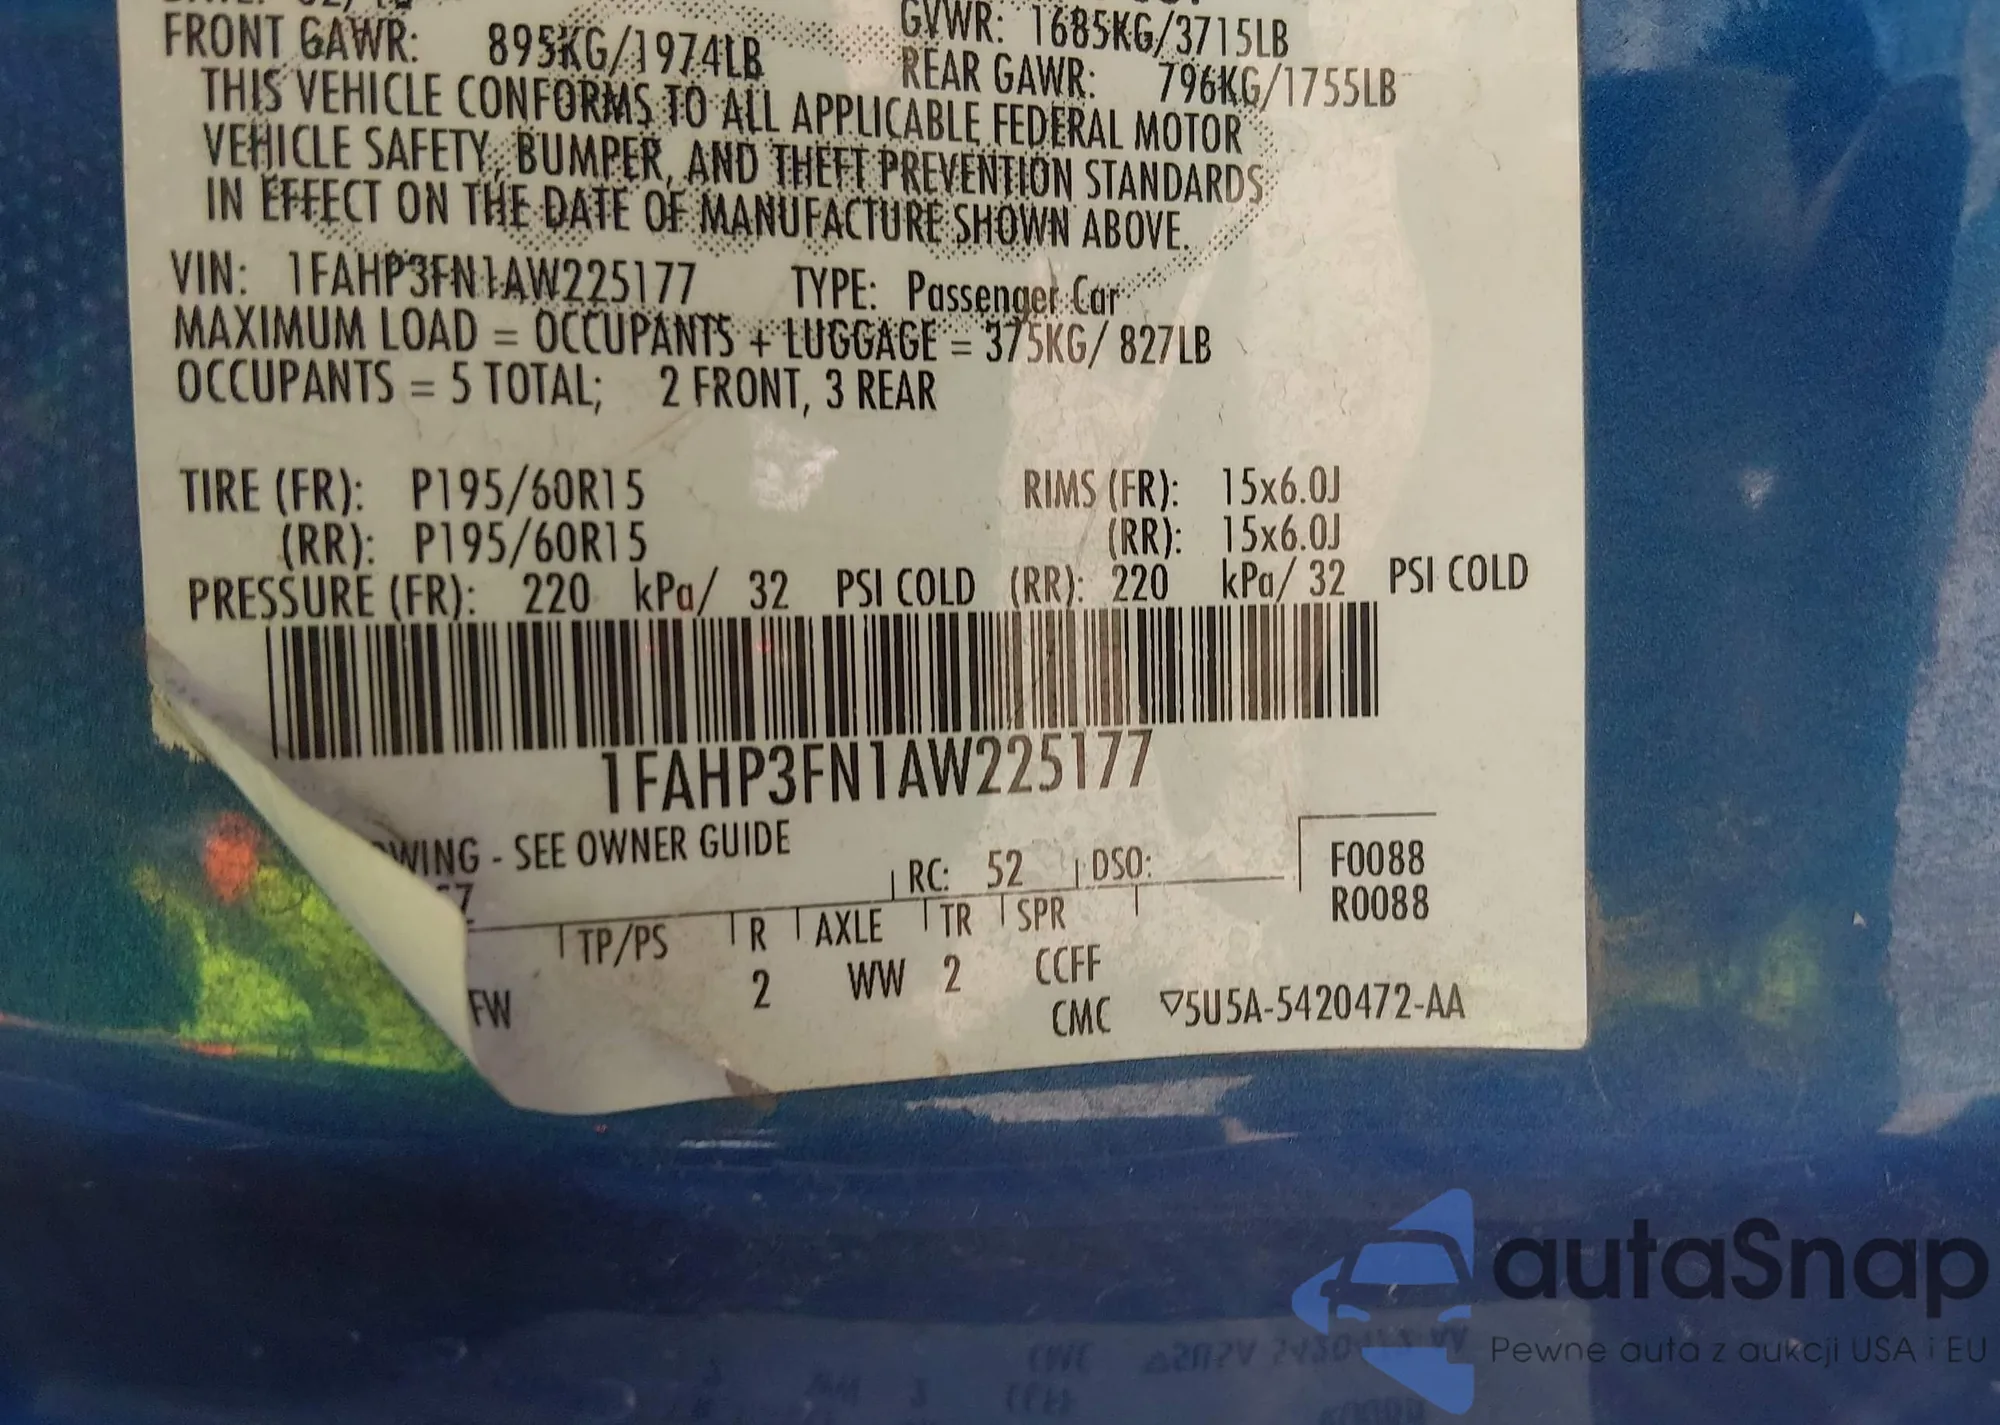 GVWR: 1685KG/3715LB
FRONT GAWR: 895KG/1974LB REAR GAWR: 796KG/1755LB
THIS VEHICLE CONFORMS TO ALL APPLICABLE FEDERAL MOTOR
VEHICLE SAFETY, BUMPER, AND THEFT PREVENTION STANDARDS
IN EFFECT ON THE DATE OF MANUFACTURE SHOWN ABOVE.
VIN: 1FAHP3FN1AW225177 TYPE: Passenger Car
MAXIMUM LOAD = OCCUPANTS + LUGGAGE = 375KG/ 827LB
OCCUPANTS = 5 TOTAL; 2 FRONT, 3 REAR
TIRE (FR): P195/60R15 RIMS (FR): 15x6.0J
(RR): P195/60R15 (RR): 15x6.0J
PRESSURE (FR): 220 kPa/ 32 PSI COLD (RR): 220 kPa/ 32 PSI COLD
1FAHP3FN1AW225177
WING - SEE OWNER GUIDE
RC: 52 DSO: F0088
R0088
TP/PS R AXLE TR SPR
FW 2 WW 2 CCFF
CMC ▽5U5A-5420472-AA
autaSnap
Pewne auta z aukcji USA i EU